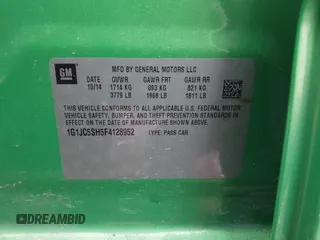 GM
MFD BY GENERAL MOTORS LLC
DATE GVWR GAWR FRT GAWR RR
10/14 1714 KG 893 KG 821 KG
3779 LB 1968 LB 1811 LB
THIS VEHICLE CONFORMS TO ALL APPLICABLE U.S. FEDERAL MOTOR
VEHICLE SAFETY, BUMPER, AND THEFT PREVENTION STANDARDS
IN EFFECT ON THE DATE OF MANUFACTURE SHOWN ABOVE.
1G1JC5SH5F4128952 TYPE: PASS CAR
DREAMBID